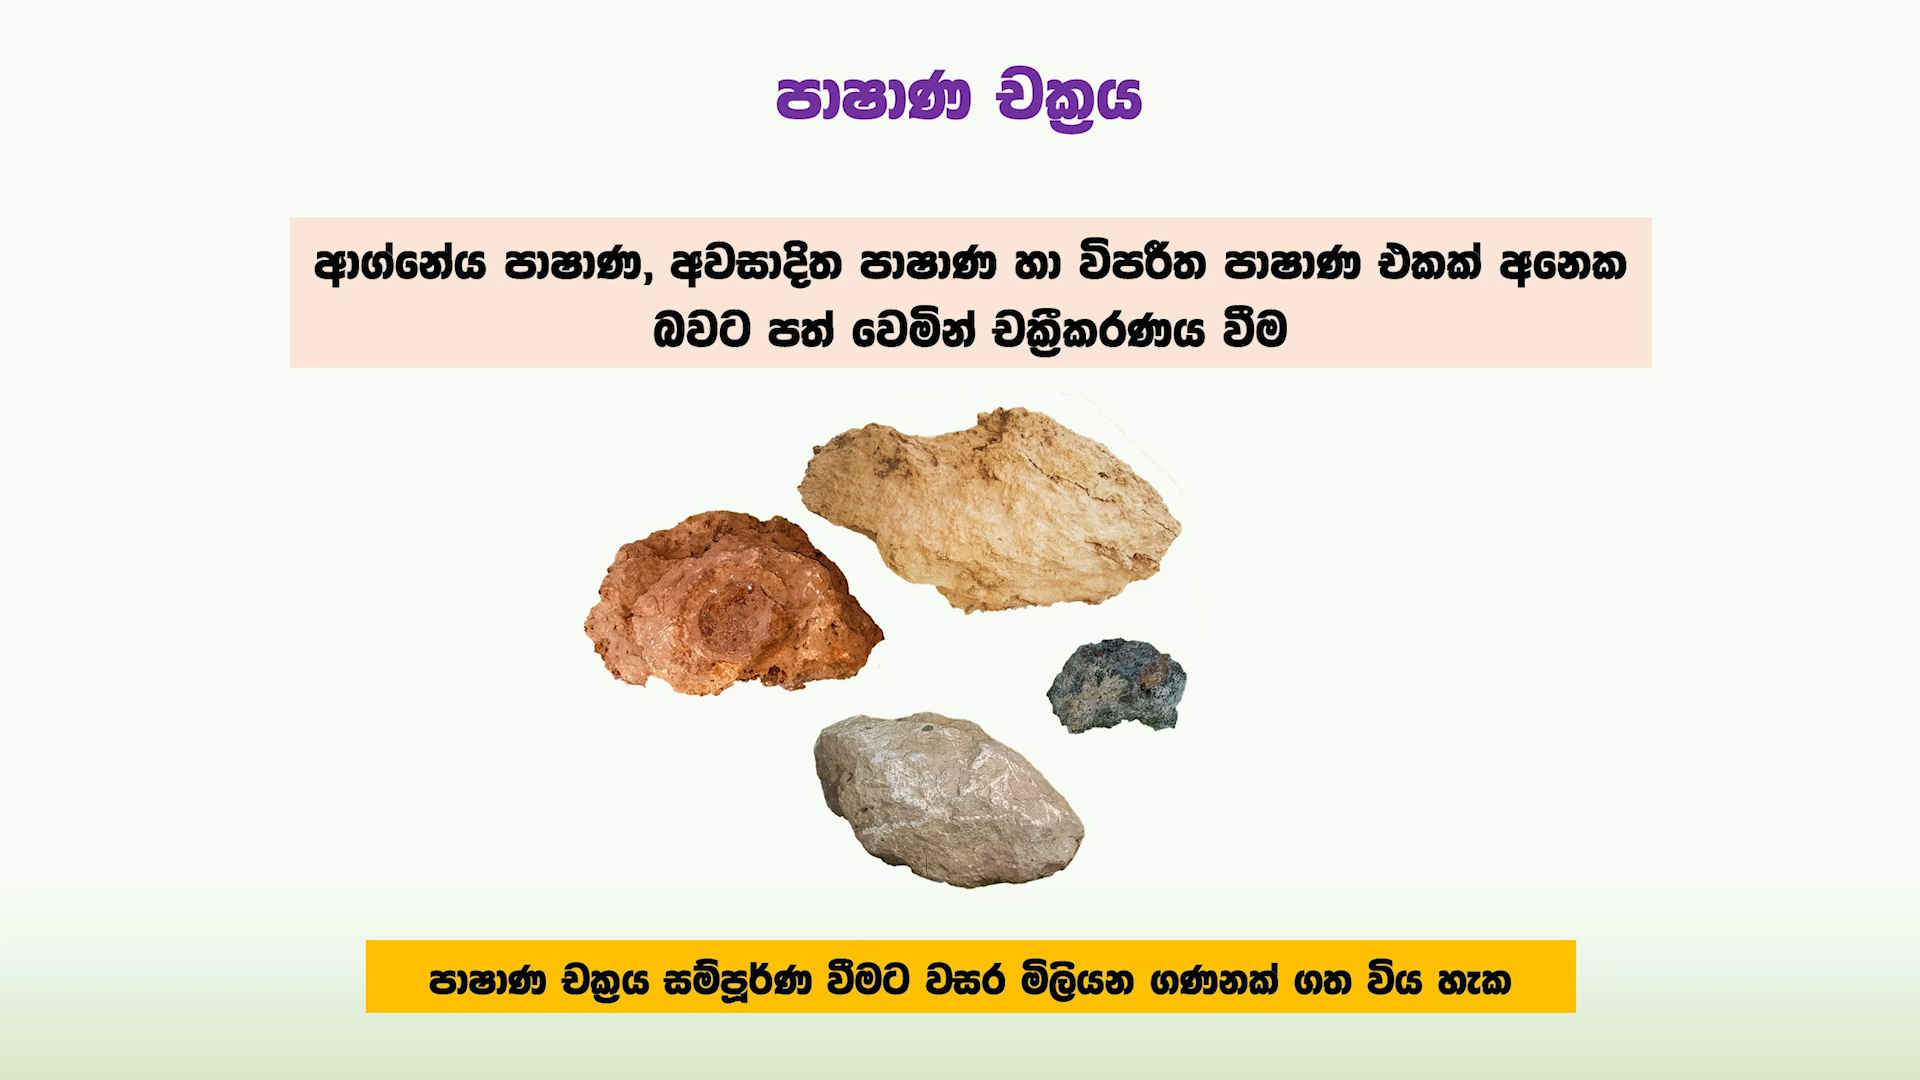 පාෂාණ චක්‍රය
ආග්නේය පාෂාණ, අවසාදිත පාෂාණ හා විපරීත පාෂාණ එකක් අනෙක
බවට පත් වෙමින් චක්‍රීකරණය වීම
පාෂාණ චක්‍රය සම්පූර්ණ වීමට වසර මිලියන ගණනක් ගත විය හැක